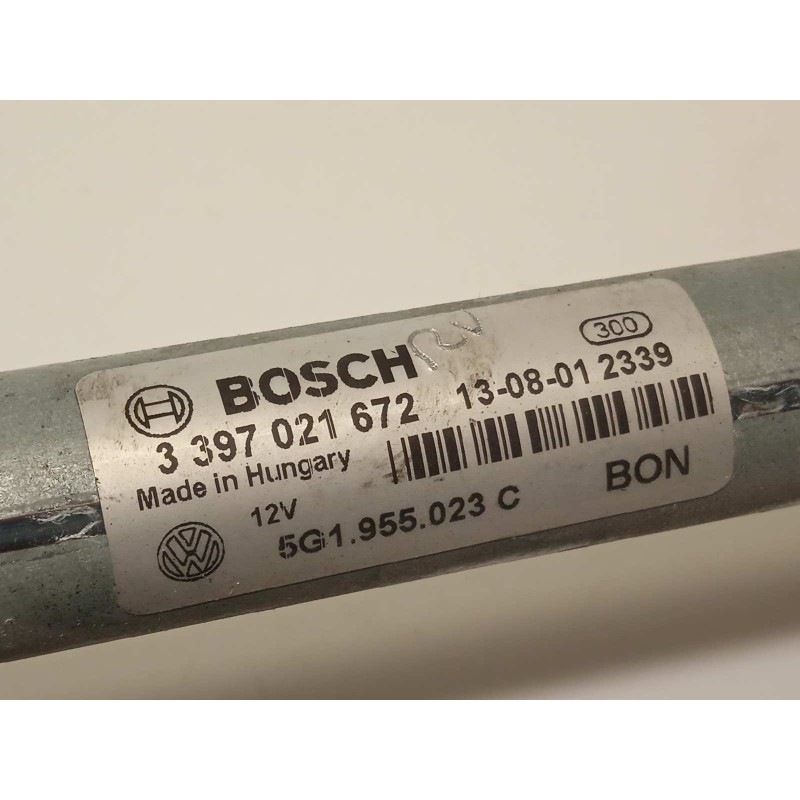 300
BOSCH
3 397 021 672 13-08-01 2339
Made in Hungary
12V BON
5G1.955.023 C